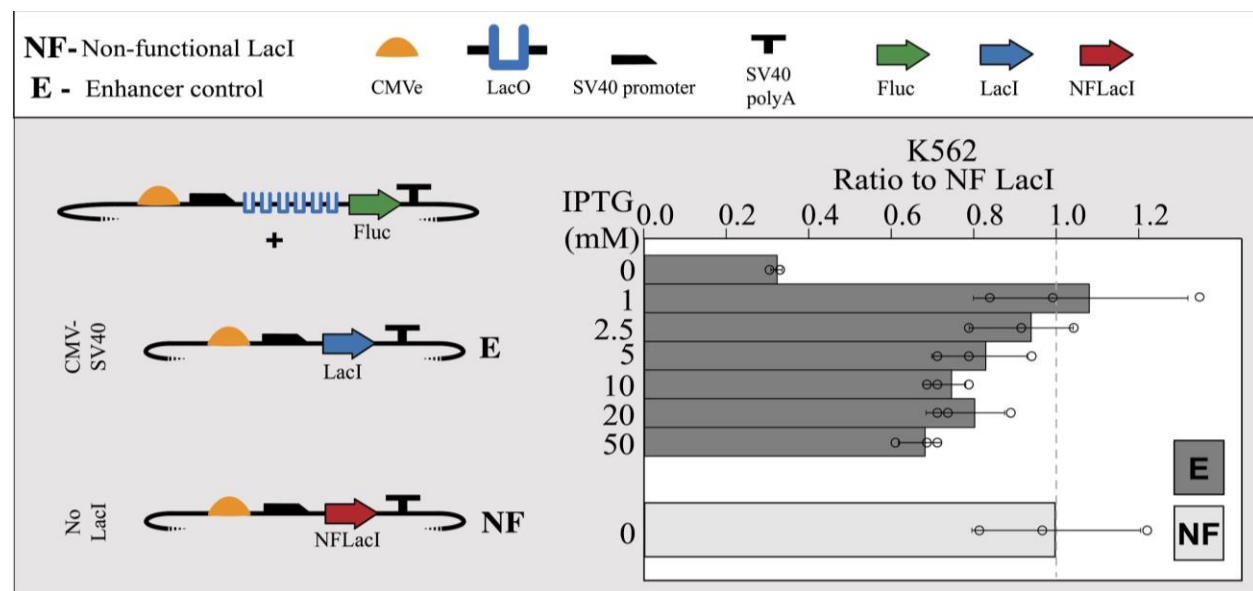 NF- Non-functional LacI
E - Enhancer control
CMVe
LacO
SV40 promoter
SV40
polyA
Fluc
LacI
NFLacI
K562
Ratio to NF LacI
IPTG
(mM)
0.0 0.2 0.4 0.6 0.8 1.0 1.2
Fluc
+
0
1
2.5
5
10
20
50
CMV-
SV40
LacI
E
No
LacI
NFLacI
NF
0
E
NF